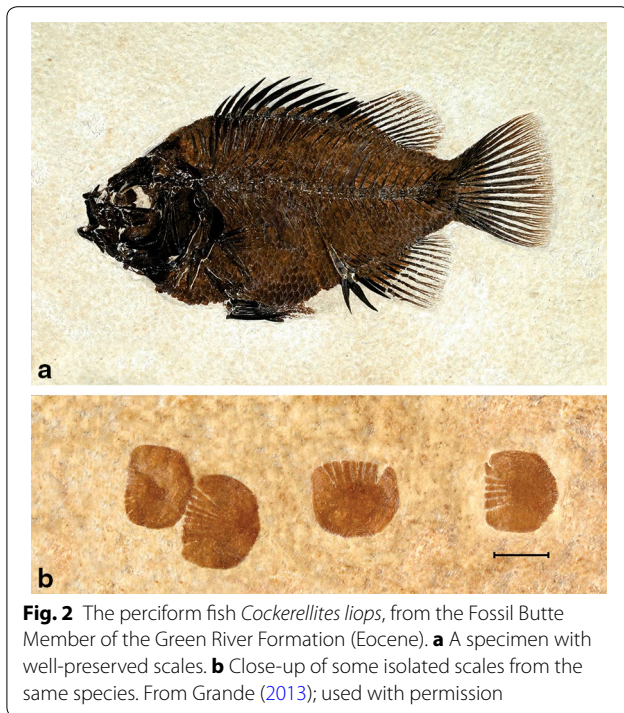 a
b
Fig. 2 The perciform fish Cockerellites liops, from the Fossil Butte
Member of the Green River Formation (Eocene). a A specimen with
well-preserved scales. b Close-up of some isolated scales from the
same species. From Grande (2013); used with permission